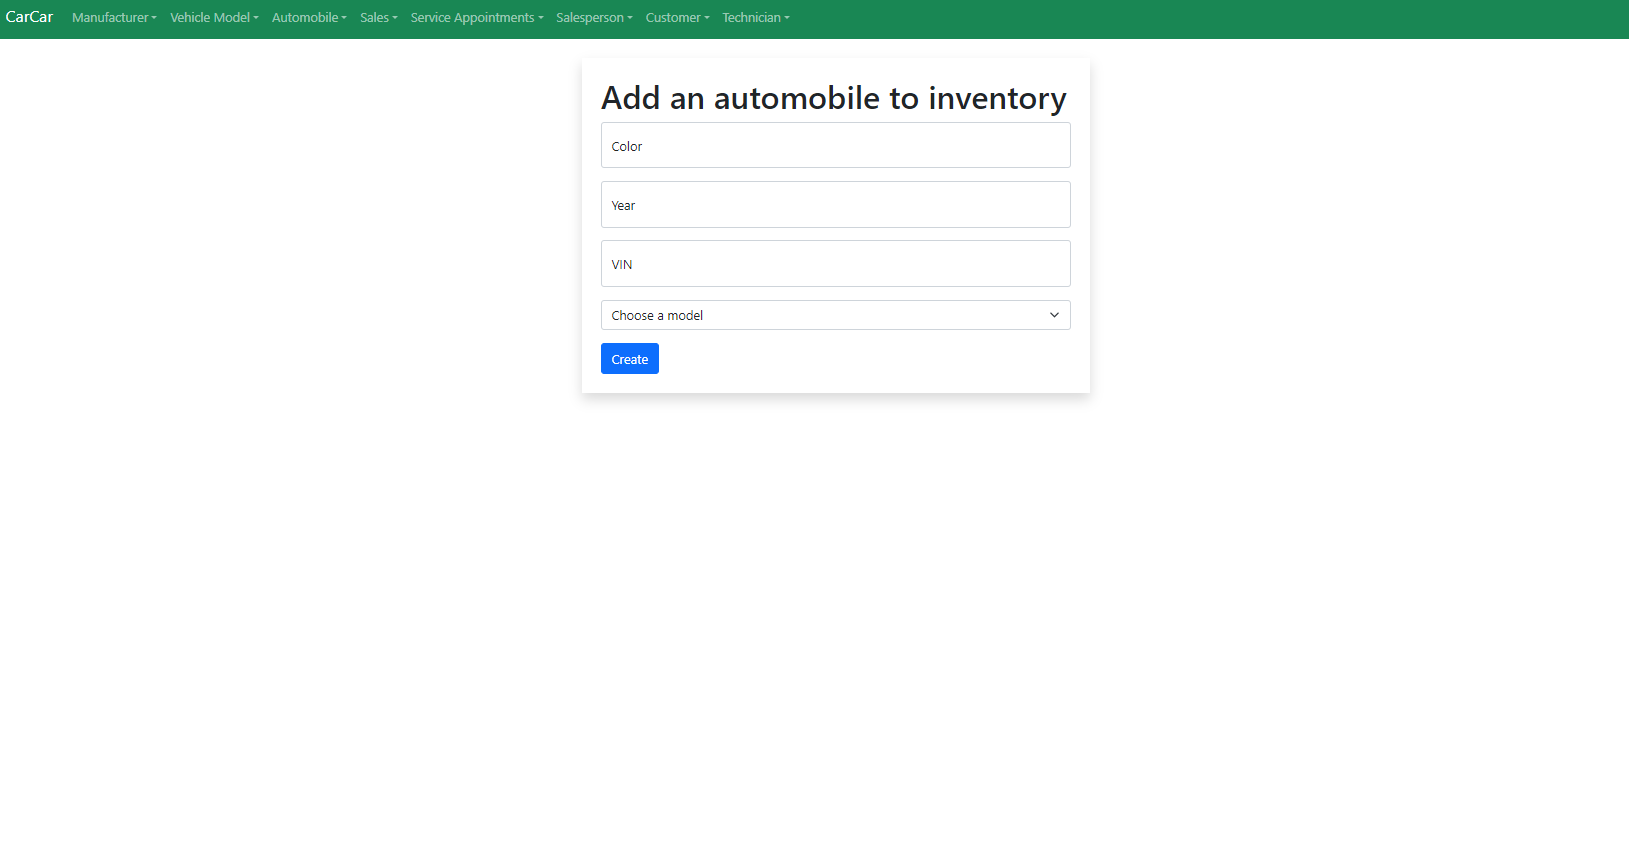 CarCar Manufacturer Vehicle Model Automobile Sales Service Appointments Salesperson Customer Technician
Add an automobile to inventory
Color
Year
VIN
Choose a model
Create